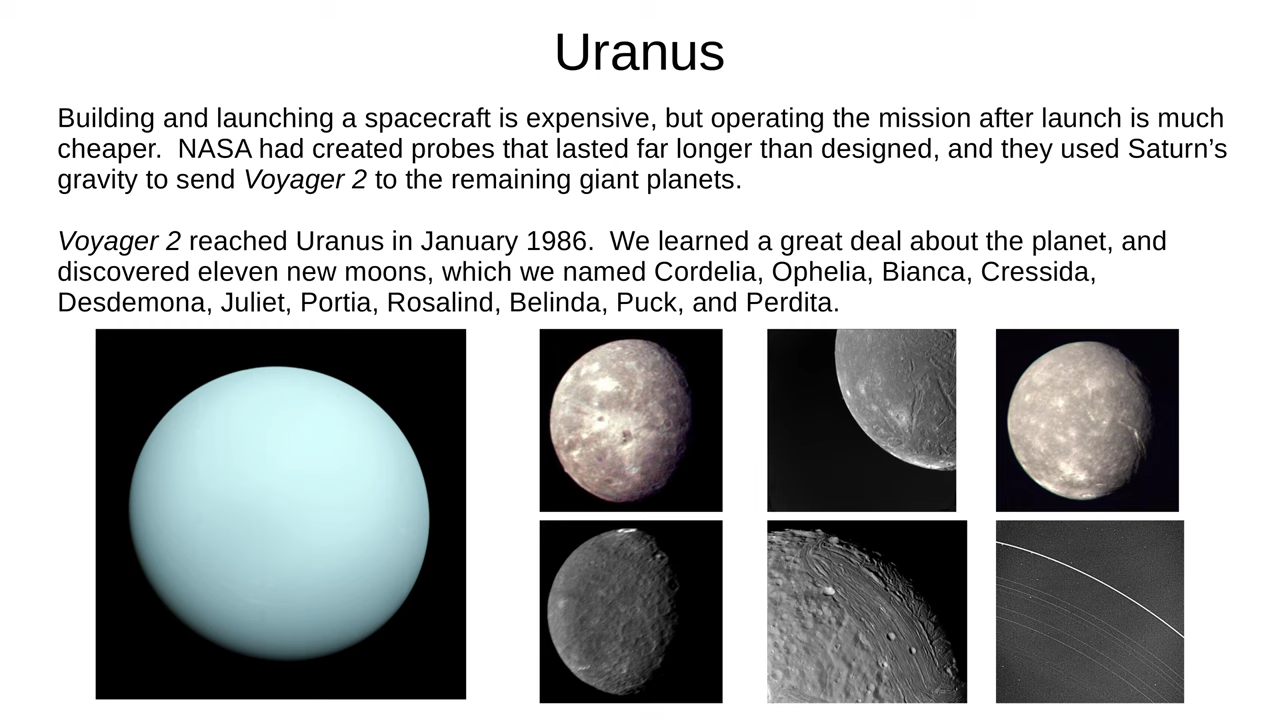 Uranus
Building and launching a spacecraft is expensive, but operating the mission after launch is much
cheaper.  NASA had created probes that lasted far longer than designed, and they used Saturn’s
gravity to send Voyager 2 to the remaining giant planets.
Voyager 2 reached Uranus in January 1986.  We learned a great deal about the planet, and
discovered eleven new moons, which we named Cordelia, Ophelia, Bianca, Cressida,
Desdemona, Juliet, Portia, Rosalind, Belinda, Puck, and Perdita.